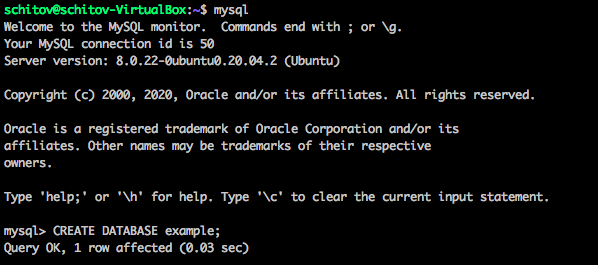 schitov@schitov-VirtualBox:~$ mysql
Welcome to the MySQL monitor.  Commands end with ; or \g.
Your MySQL connection id is 50
Server version: 8.0.22-0ubuntu0.20.04.2 (Ubuntu)
Copyright (c) 2000, 2020, Oracle and/or its affiliates. All rights reserved.
Oracle is a registered trademark of Oracle Corporation and/or its
affiliates. Other names may be trademarks of their respective
owners.
Type 'help;' or '\h' for help. Type '\c' to clear the current input statement.
mysql> CREATE DATABASE example;
Query OK, 1 row affected (0.03 sec)